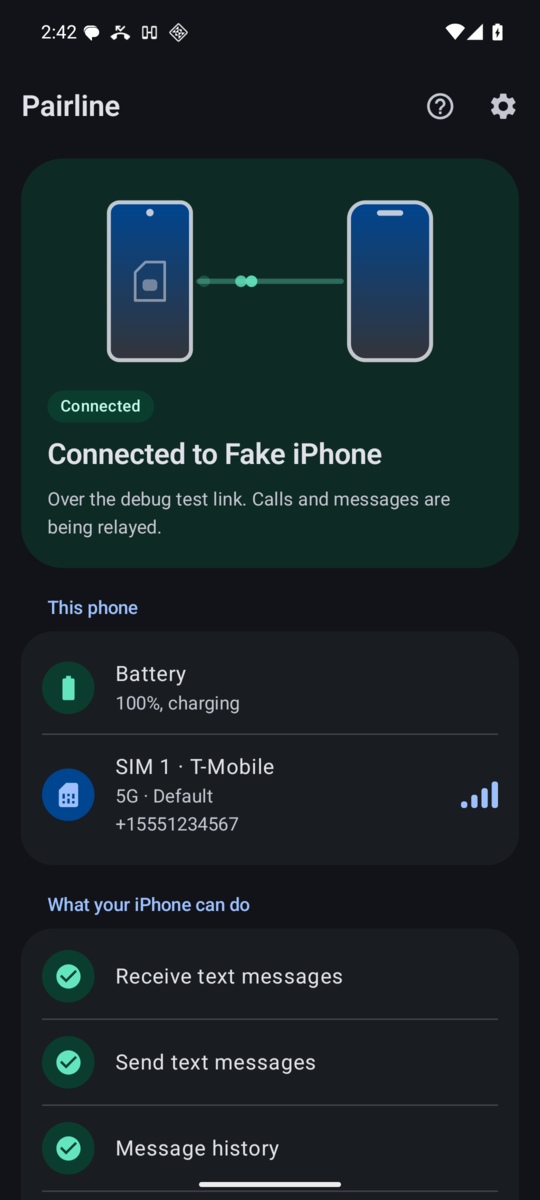 2:42
Pairline
Connected
Connected to Fake iPhone
Over the debug test link. Calls and messages are
being relayed.
This phone
Battery
100%, charging
SIM 1 · T-Mobile
5G · Default
+15551234567
What your iPhone can do
Receive text messages
Send text messages
Message history